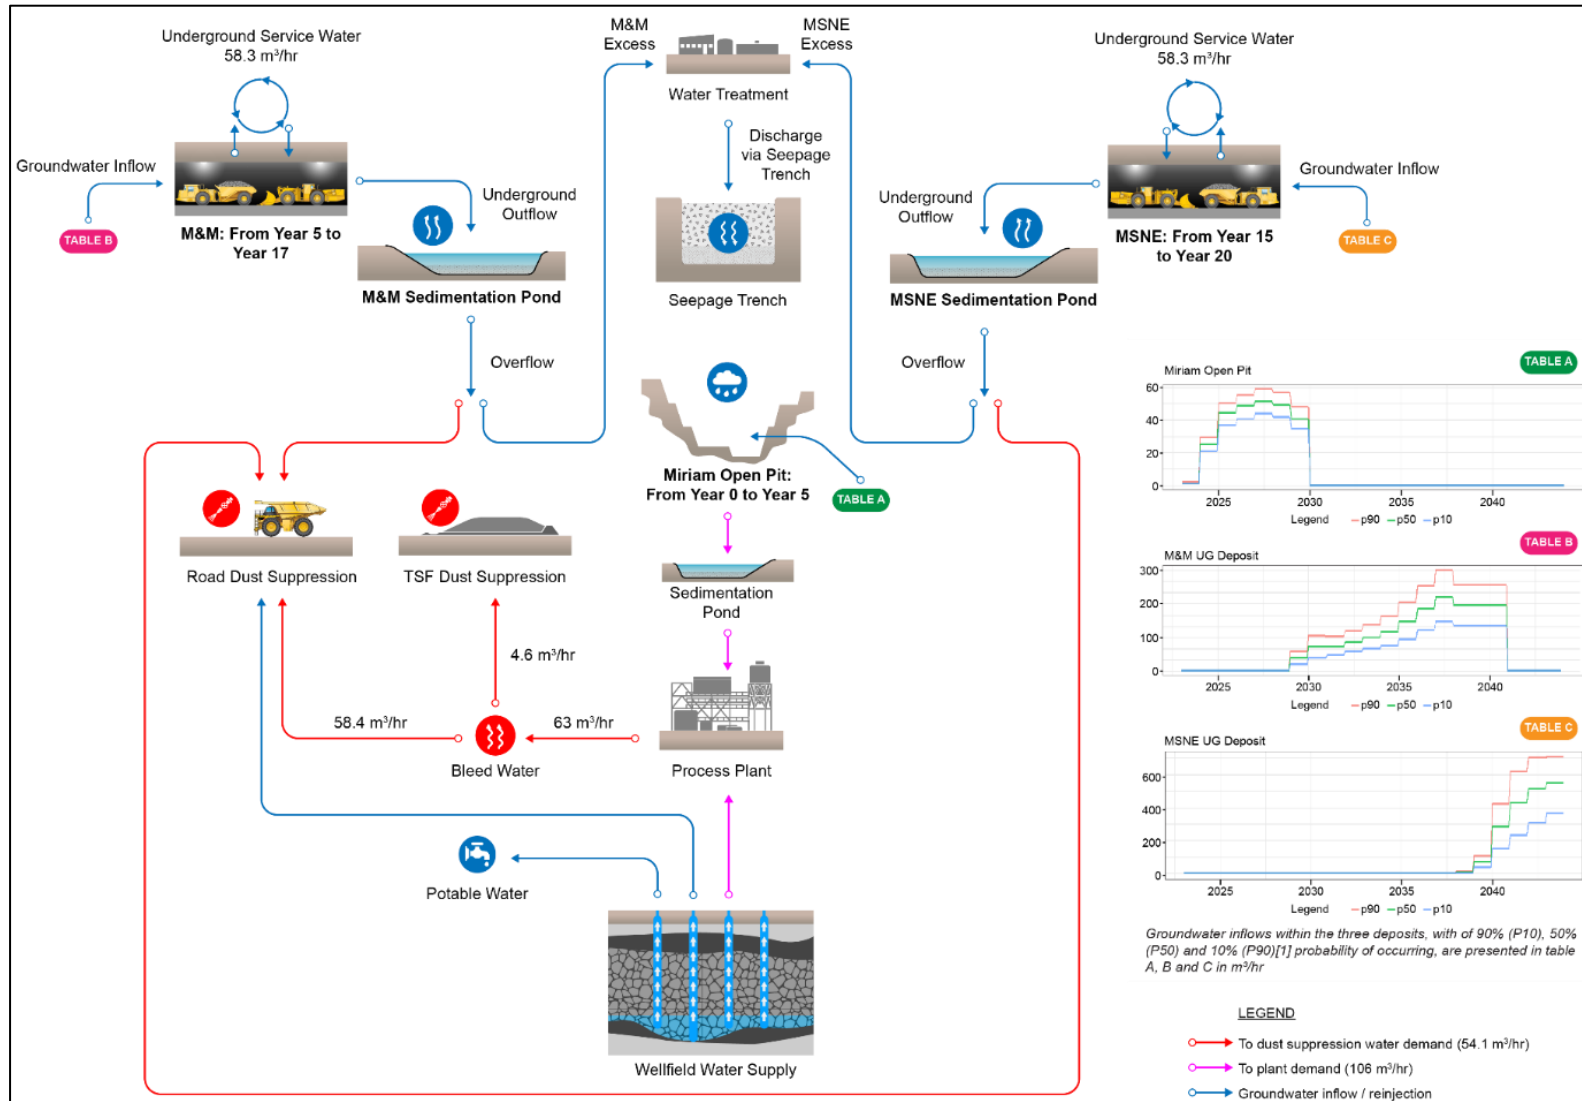 Underground Service Water
58.3 m³/hr
M&M
Excess
MSNE
Excess
Underground Service Water
58.3 m³/hr
Water Treatment
Groundwater Inflow
TABLE B
M&M: From Year 5 to
Year 17
Underground
Outflow
M&M Sedimentation Pond
Overflow
Discharge
via Seepage
Trench
Seepage Trench
Underground
Outflow
MSNE Sedimentation Pond
Overflow
Groundwater Inflow
TABLE C
MSNE: From Year 15
to Year 20
Miriam Open Pit:
From Year 0 to Year 5
TABLE A
Road Dust Suppression
TSF Dust Suppression
Sedimentation
Pond
4.6 m³/hr
58.4 m³/hr
63 m³/hr
Bleed Water
Process Plant
Potable Water
Wellfield Water Supply
TABLE A
Miriam Open Pit
60
40
20
0
2025 2030 2035 2040
Legend p90 p50 p10
TABLE B
M&M UG Deposit
300
200
100
0
2025 2030 2035 2040
Legend p90 p50 p10
TABLE C
MSNE UG Deposit
600
400
200
0
2025 2030 2035 2040
Legend p90 p50 p10
Groundwater inflows within the three deposits, with of 90% (P10), 50%
(P50) and 10% (P90)[1] probability of occurring, are presented in table
A, B and C in m³/hr
LEGEND
To dust suppression water demand (54.1 m³/hr)
To plant demand (106 m³/hr)
Groundwater inflow / reinjection